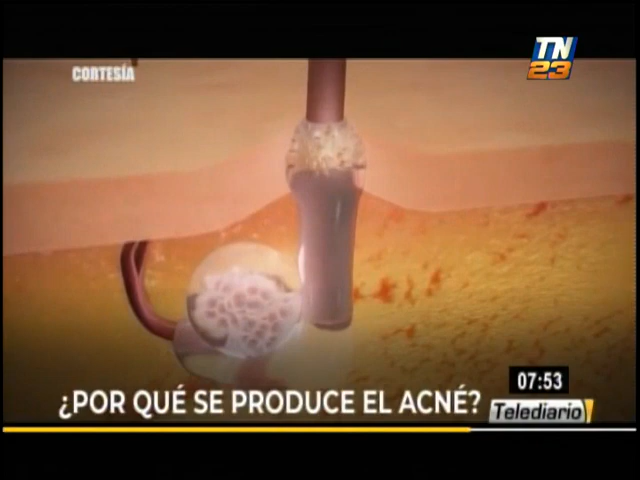 CORTESÍA
TN
23
07:53
¿POR QUÉ SE PRODUCE EL ACNÉ?
Telediario